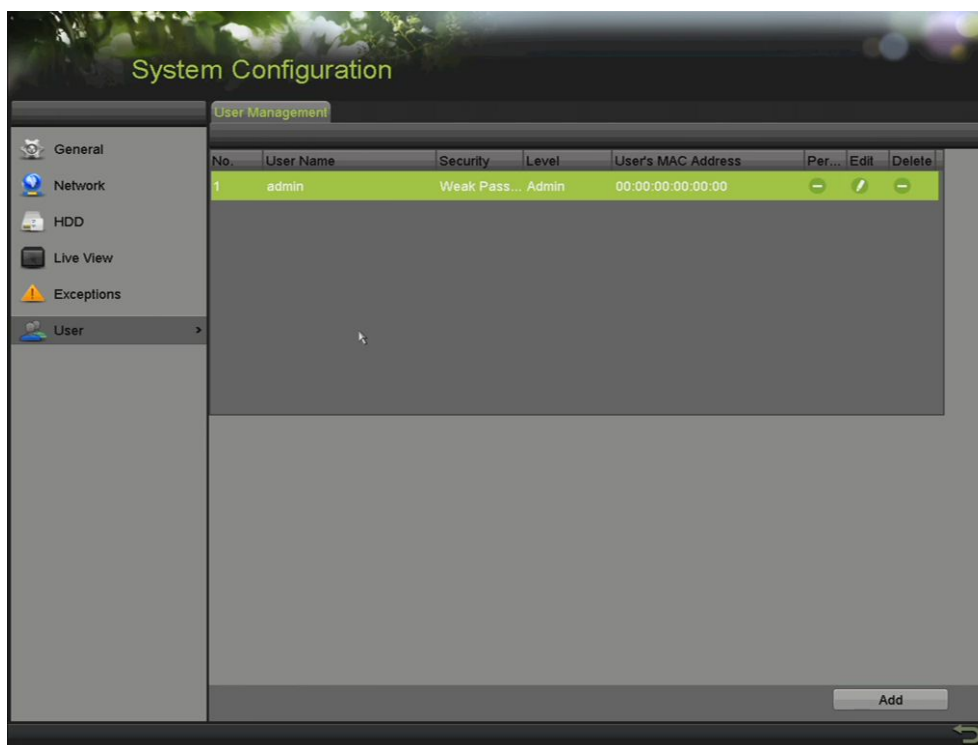 System Configuration
User Management
General
Network
HDD
Live View
Exceptions
User >
No. User Name Security Level User's MAC Address Per... Edit Delete
1 admin Weak Pass... Admin 00:00:00:00:00:00
Add